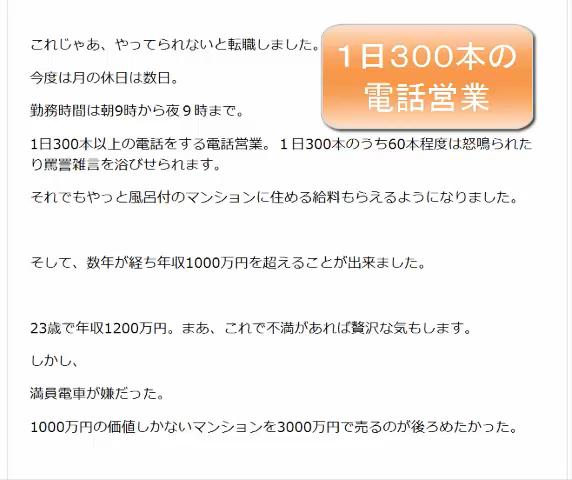 これじゃあ、やってられないと転職しました。
1日300本の
電話営業
今度は月の休日は数日。
勤務時間は朝9時から夜９時まで。
1日300本以上の電話をする電話営業。１日300本のうち60本程度は怒鳴られた
り罵詈雑言を浴びせられます。
それでもやっと風呂付のマンションに住める給料もらえるようになりました。
そして、数年が経ち年収1000万円を超えることが出来ました。
23歳で年収1200万円。まあ、これで不満があれば贅沢な気もします。
しかし、
満員電車が嫌だった。
1000万円の価値しかないマンションを3000万円で売るのが後ろめたかった。